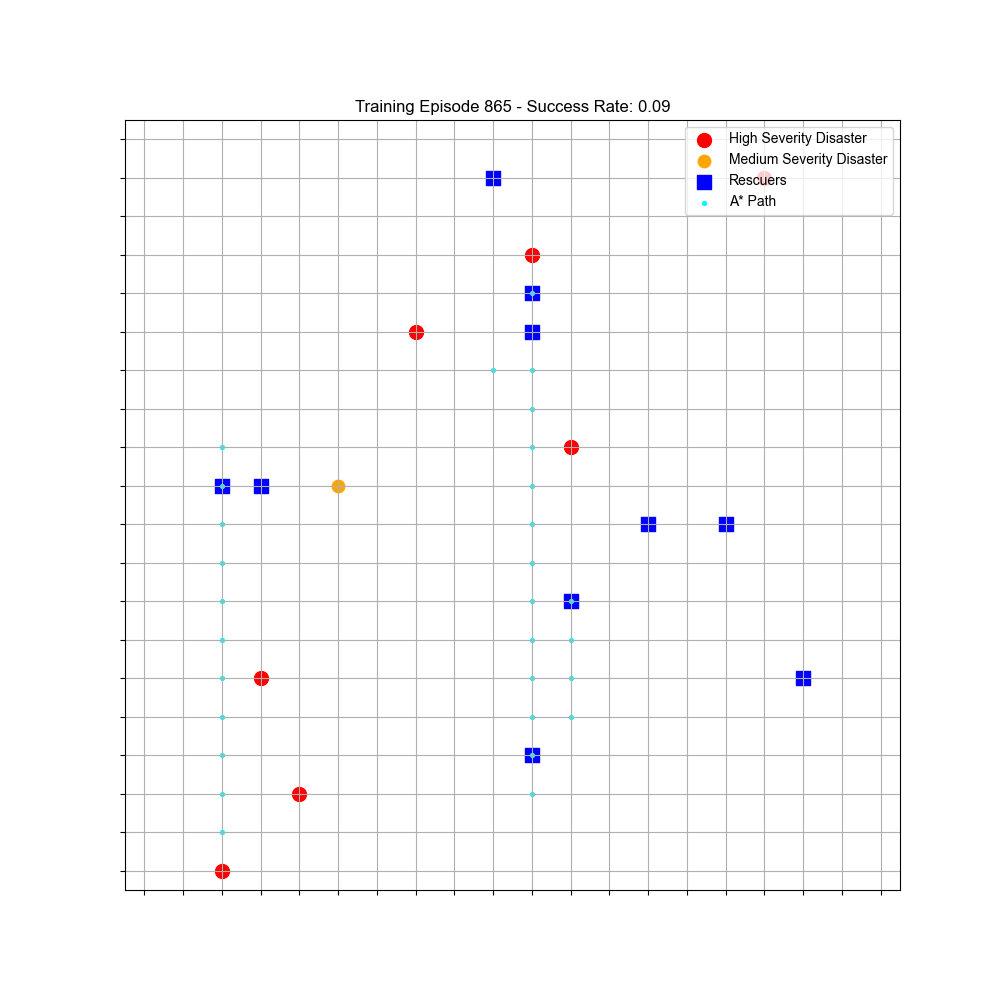 Training Episode 865 - Success Rate: 0.09
High Severity Disaster
Medium Severity Disaster
Rescuers
A* Path